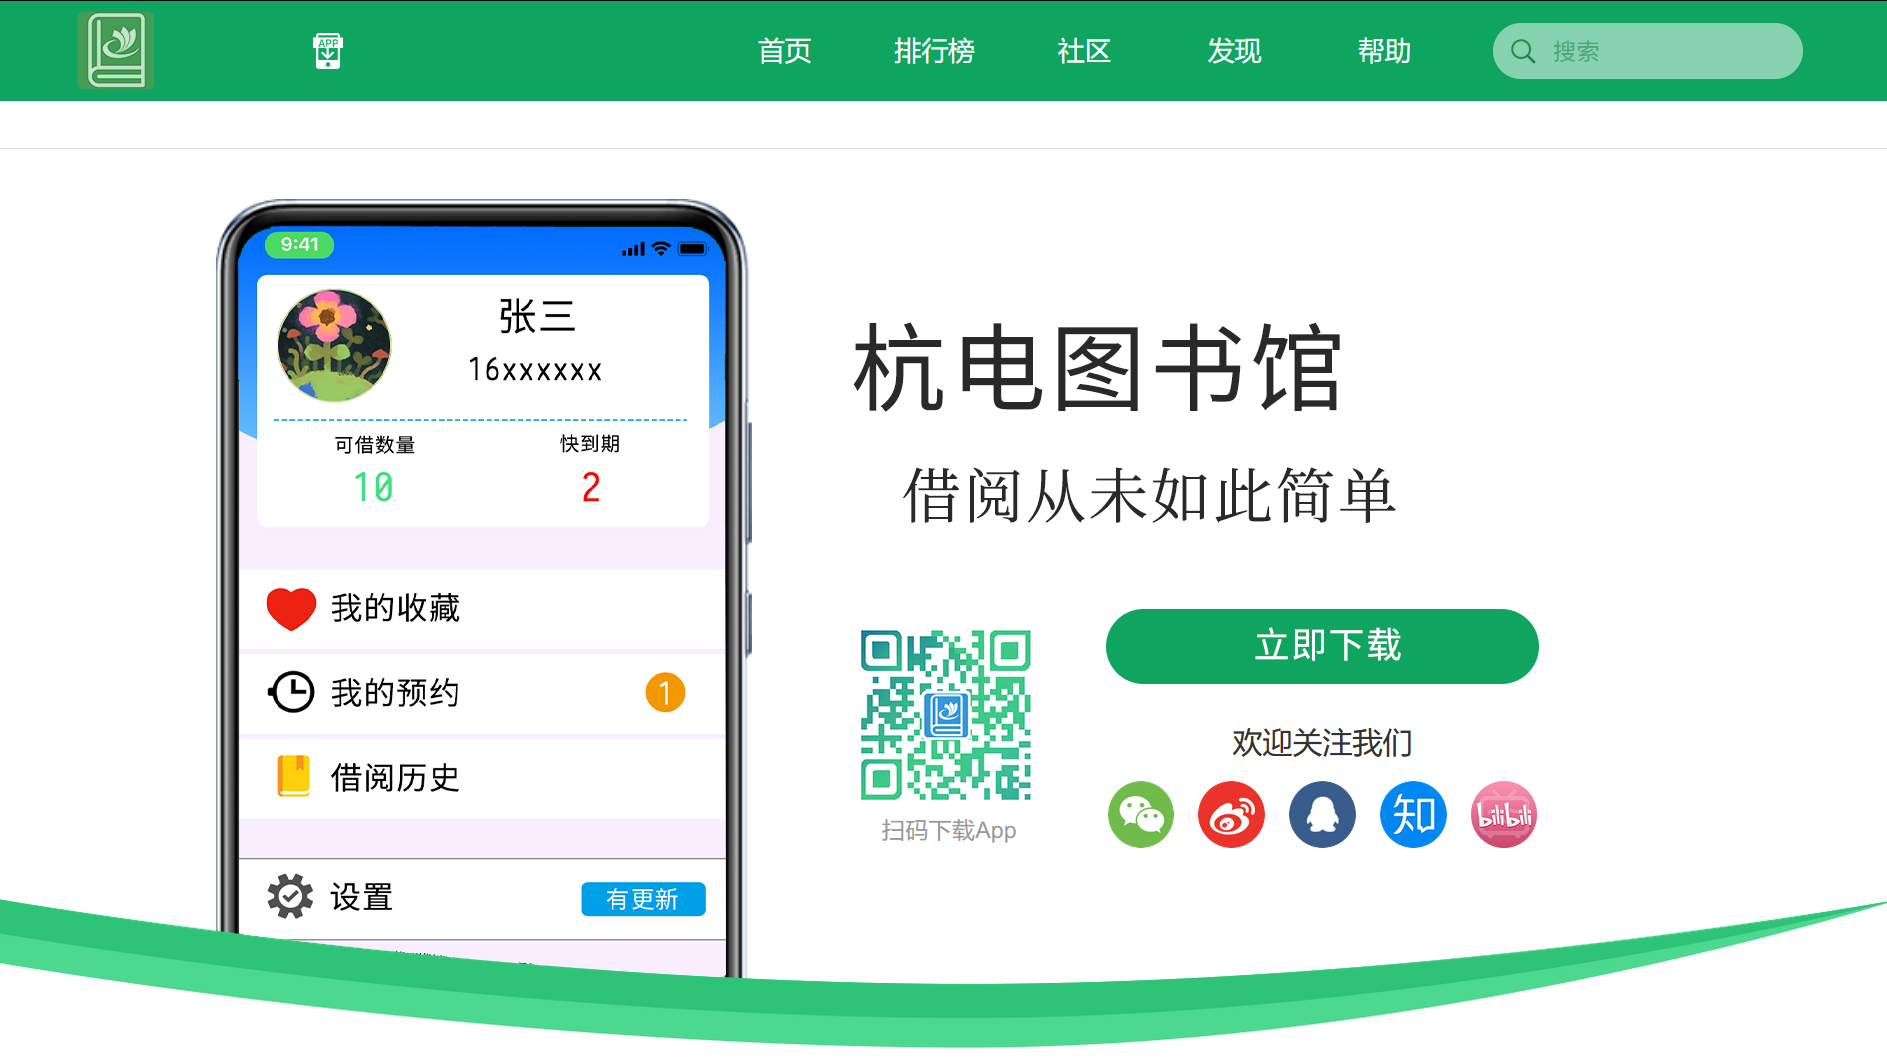 APP
首页 排行榜 社区 发现 帮助 搜索
9:41
张三
16xxxxxx
可借数量 快到期
10 2
我的收藏
我的预约 1
借阅历史
设置 有更新
杭电图书馆
借阅从未如此简单
立即下载
欢迎关注我们
知 bilibili
扫码下载App